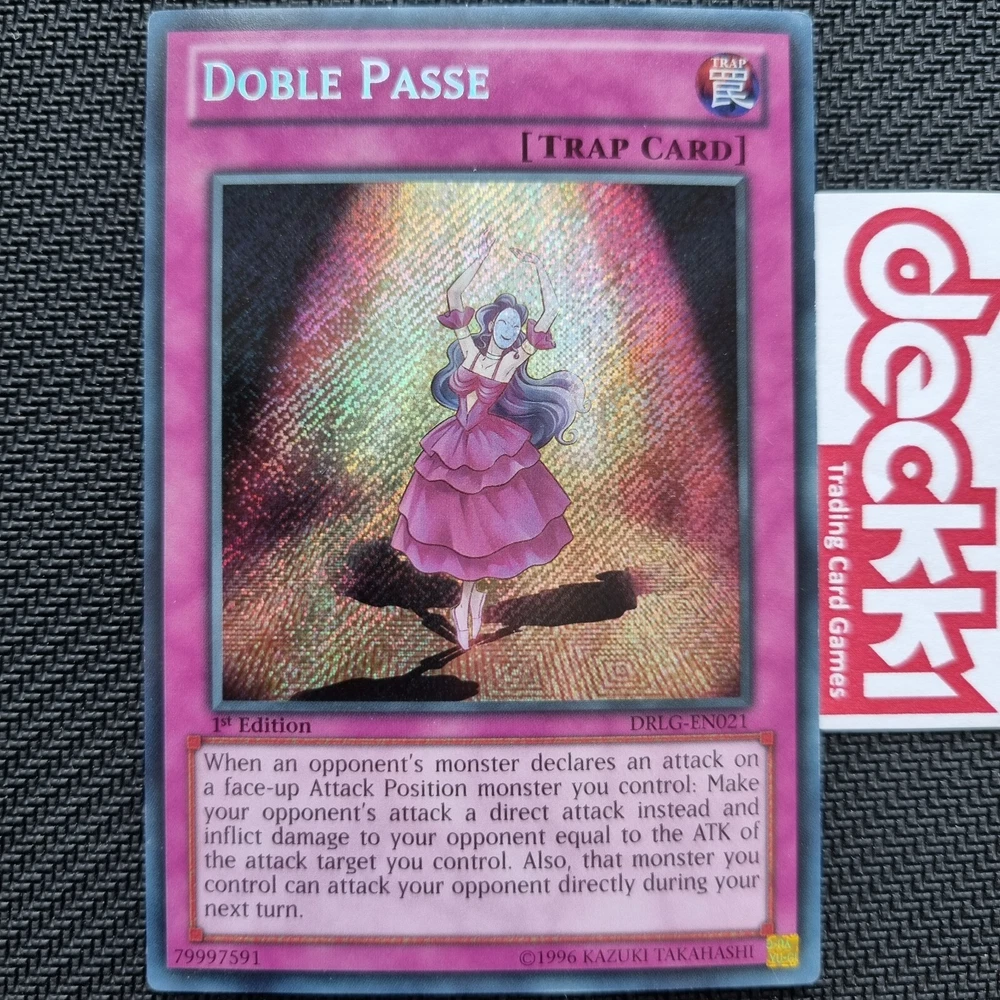 DOBLE PASSE
TRAP
罠
[TRAP CARD]
1st Edition
DRLG-EN021
When an opponent's monster declares an attack on
a face-up Attack Position monster you control: Make
your opponent's attack a direct attack instead and
inflict damage to your opponent equal to the ATK of
the attack target you control. Also, that monster you
control can attack your opponent directly during your
next turn.
79997591
©1996 KAZUKI TAKAHASHI
deckki
Trading Card Games